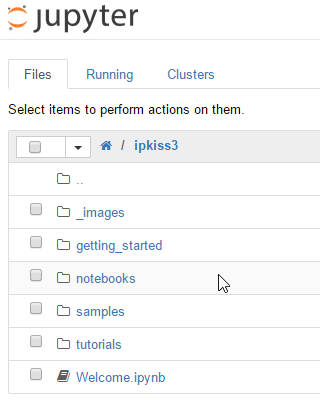 jupyter
Files Running Clusters
Select items to perform actions on them.
/ ipkiss3
..
_images
getting_started
notebooks
samples
tutorials
Welcome.ipynb